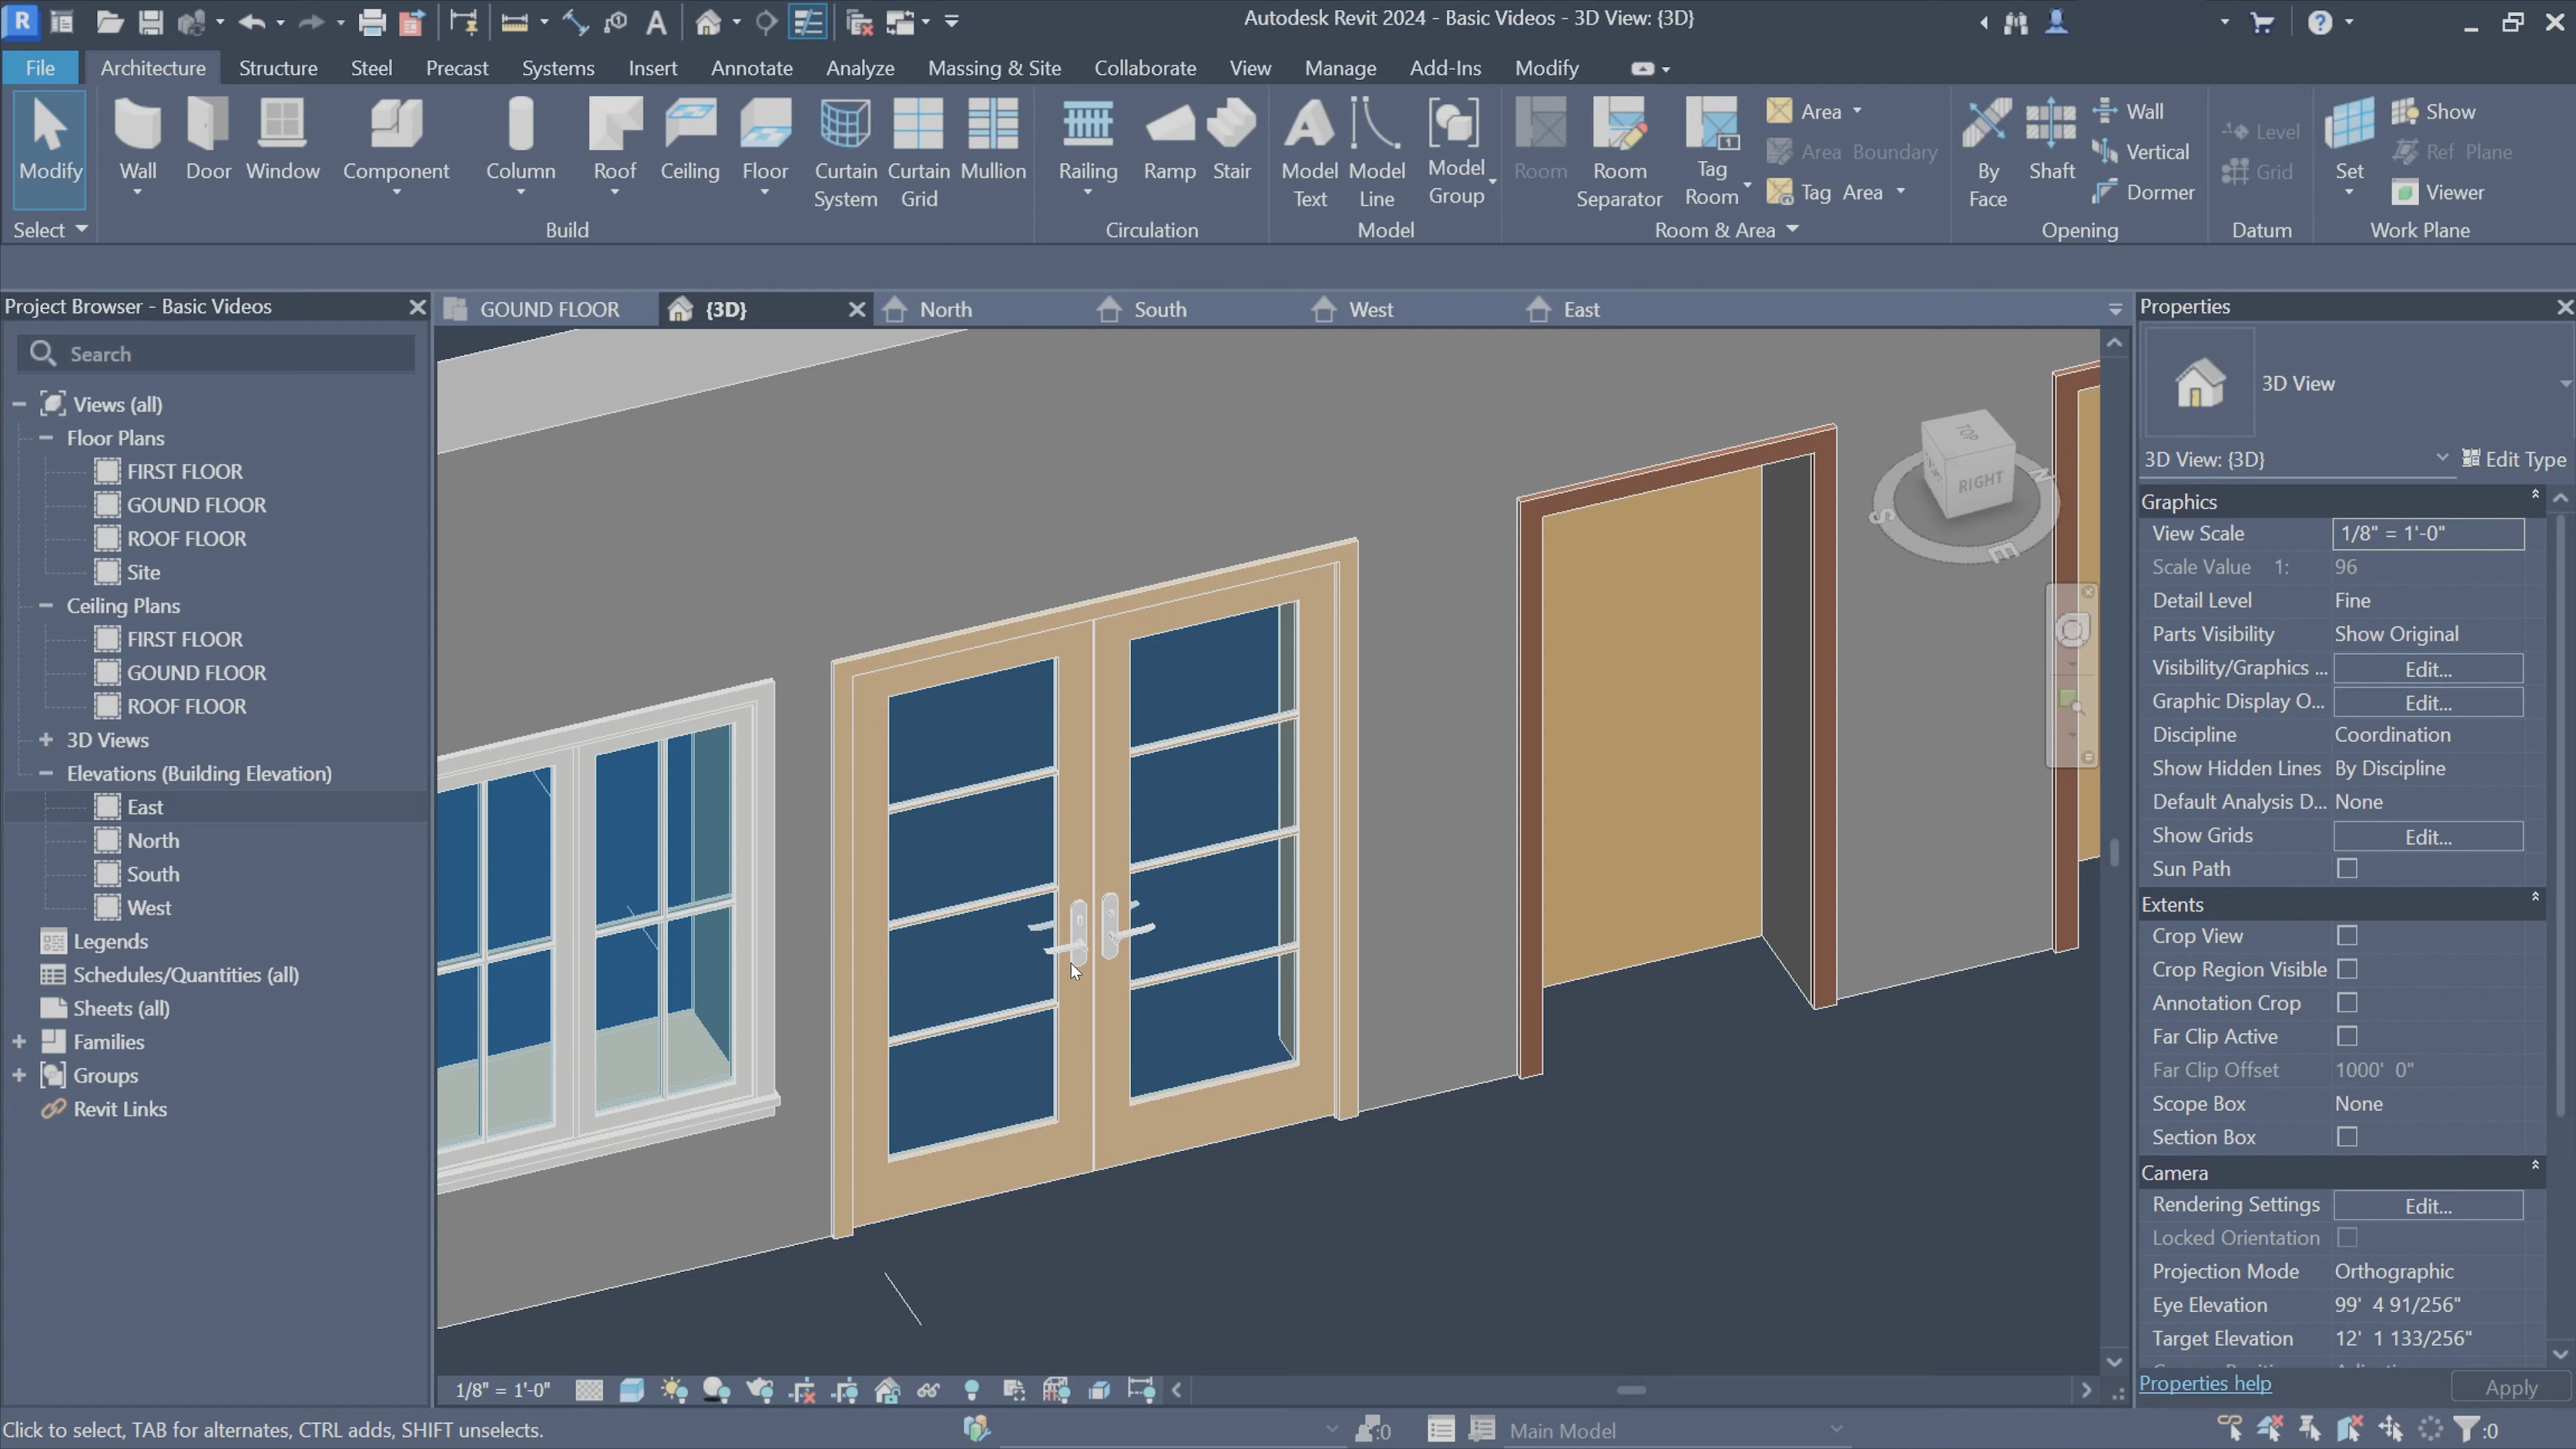 R
Autodesk Revit 2024 - Basic Videos - 3D View: {3D}
File Architecture Structure Steel Precast Systems Insert Annotate Analyze Massing & Site Collaborate View Manage Add-Ins Modify
Modify Wall Door Window Component Column Roof Ceiling Floor Curtain System Curtain Grid Mullion Railing Ramp Stair Model Text Model Line Model Group Room Room Separator Tag Room
Area
Area Boundary
Tag Area
By Face Shaft
Wall
Vertical
Dormer
Level
Grid
Set
Show
Ref Plane
Viewer
Select Build Circulation Model Room & Area Opening Datum Work Plane
Project Browser - Basic Videos
Search
Views (all)
Floor Plans
FIRST FLOOR
GOUND FLOOR
ROOF FLOOR
Site
Ceiling Plans
FIRST FLOOR
GOUND FLOOR
ROOF FLOOR
3D Views
Elevations (Building Elevation)
East
North
South
West
Legends
Schedules/Quantities (all)
Sheets (all)
Families
Groups
Revit Links
GOUND FLOOR {3D} North South West East
TOP
RIGHT
S
E
Properties
3D View
3D View: {3D} Edit Type
Graphics
View Scale 1/8" = 1'-0"
Scale Value 1: 96
Detail Level Fine
Parts Visibility Show Original
Visibility/Graphics ... Edit...
Graphic Display O... Edit...
Discipline Coordination
Show Hidden Lines By Discipline
Default Analysis D... None
Show Grids Edit...
Sun Path
Extents
Crop View
Crop Region Visible
Annotation Crop
Far Clip Active
Far Clip Offset 1000' 0"
Scope Box None
Section Box
Camera
Rendering Settings Edit...
Locked Orientation
Projection Mode Orthographic
Eye Elevation 99' 4 91/256"
Target Elevation 12' 1 133/256"
Properties help Apply
1/8" = 1'-0"
Click to select, TAB for alternates, CTRL adds, SHIFT unselects.
:0
Main Model
:0